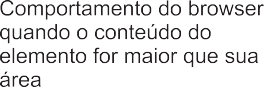 Comportamento do browser
quando o conteúdo do
elemento for maior que sua
área